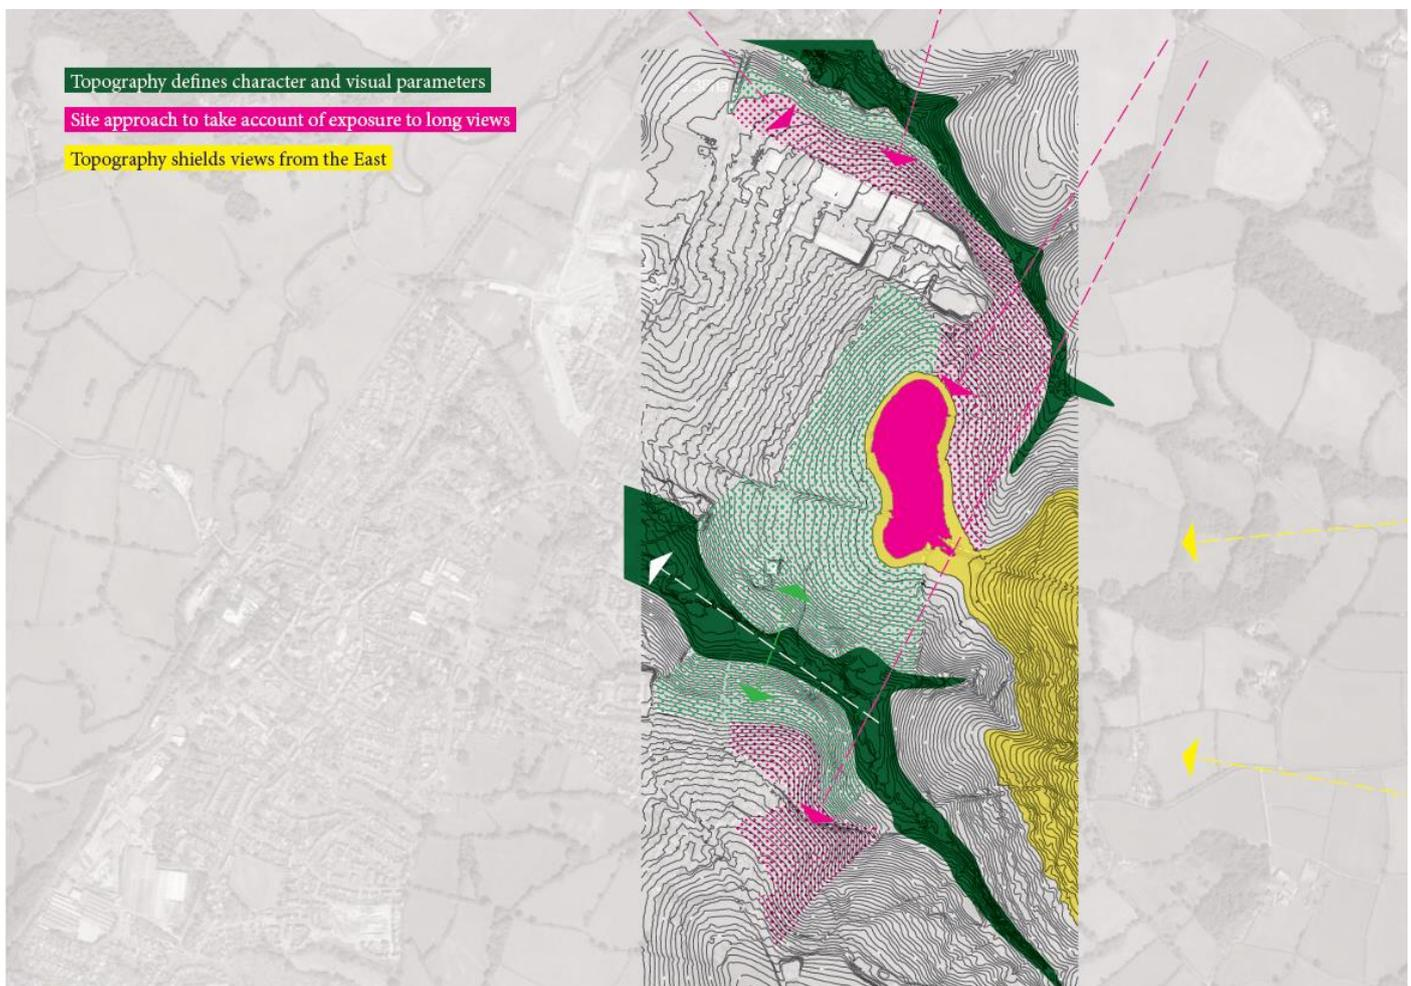 Topography defines character and visual parameters
Site approach to take account of exposure to long views
Topography shields views from the East